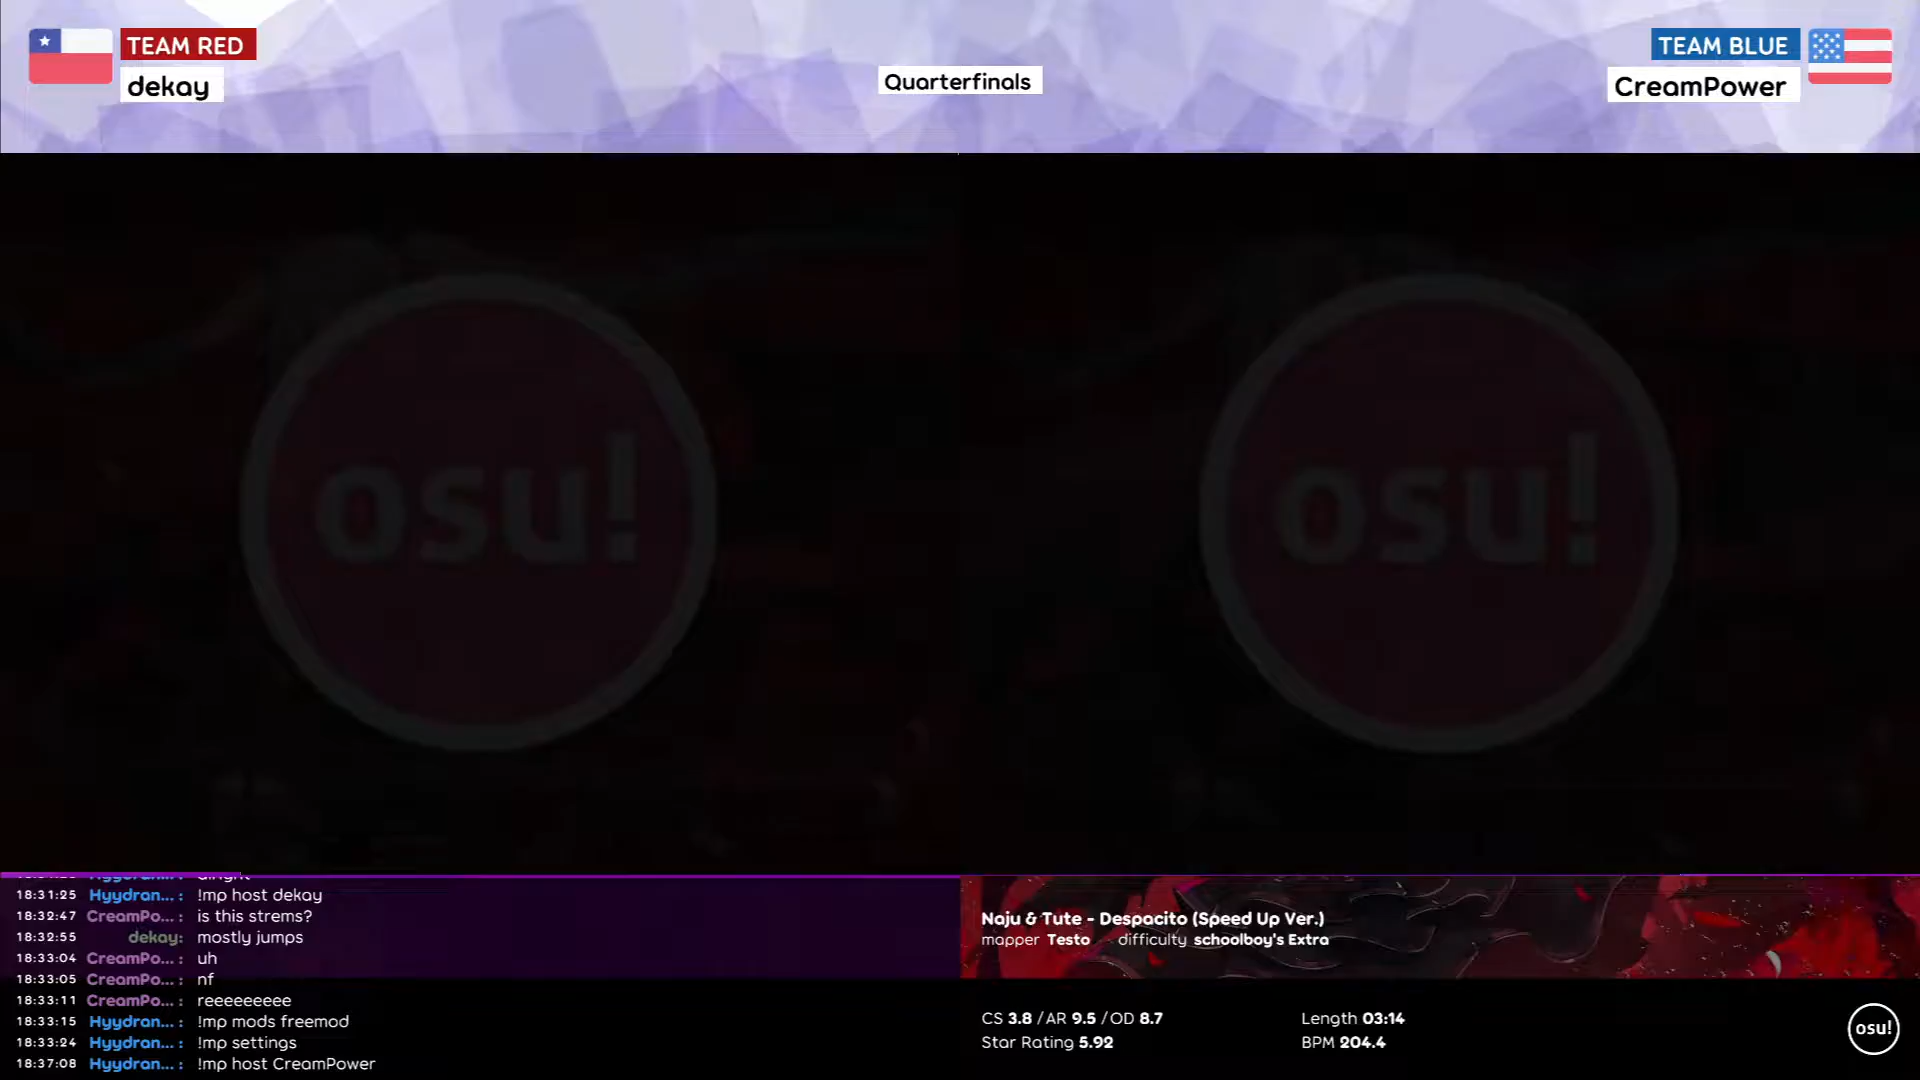 TEAM RED
dekay
Quarterfinals
TEAM BLUE
CreamPower
osu!
osu!
18:31:25 Hyydran... : !mp host dekay
18:32:47 CreamPo... : is this strems?
18:32:55 dekay: mostly jumps
18:33:04 CreamPo... : uh
18:33:05 CreamPo... : nf
18:33:11 CreamPo... : reeeeeeeee
18:33:15 Hyydran... : !mp mods freemod
18:33:24 Hyydran... : !mp settings
18:37:08 Hyydran... : !mp host CreamPower
Naju & Tute - Despacito (Speed Up Ver.)
mapper Testo difficulty schoolboy's Extra
CS 3.8 / AR 9.5 / OD 8.7
Star Rating 5.92
Length 03:14
BPM 204.4
osu!